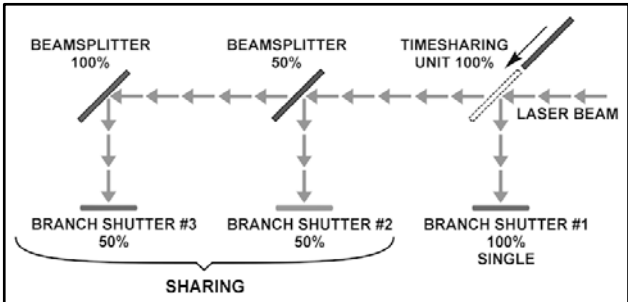 BEAMSPLITTER
100%
BEAMSPLITTER
50%
TIMESHARING
UNIT 100%
LASER BEAM
BRANCH SHUTTER #3
50%
BRANCH SHUTTER #2
50%
BRANCH SHUTTER #1
100%
SINGLE
SHARING